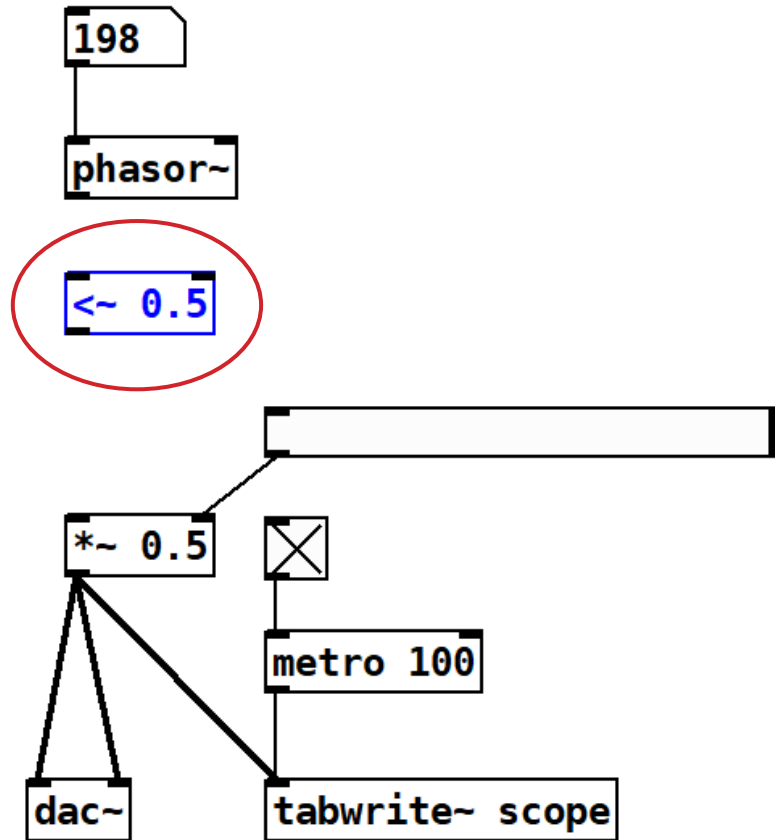 198
phasor~
<~ 0.5
*~ 0.5
metro 100
dac~
tabwrite~ scope